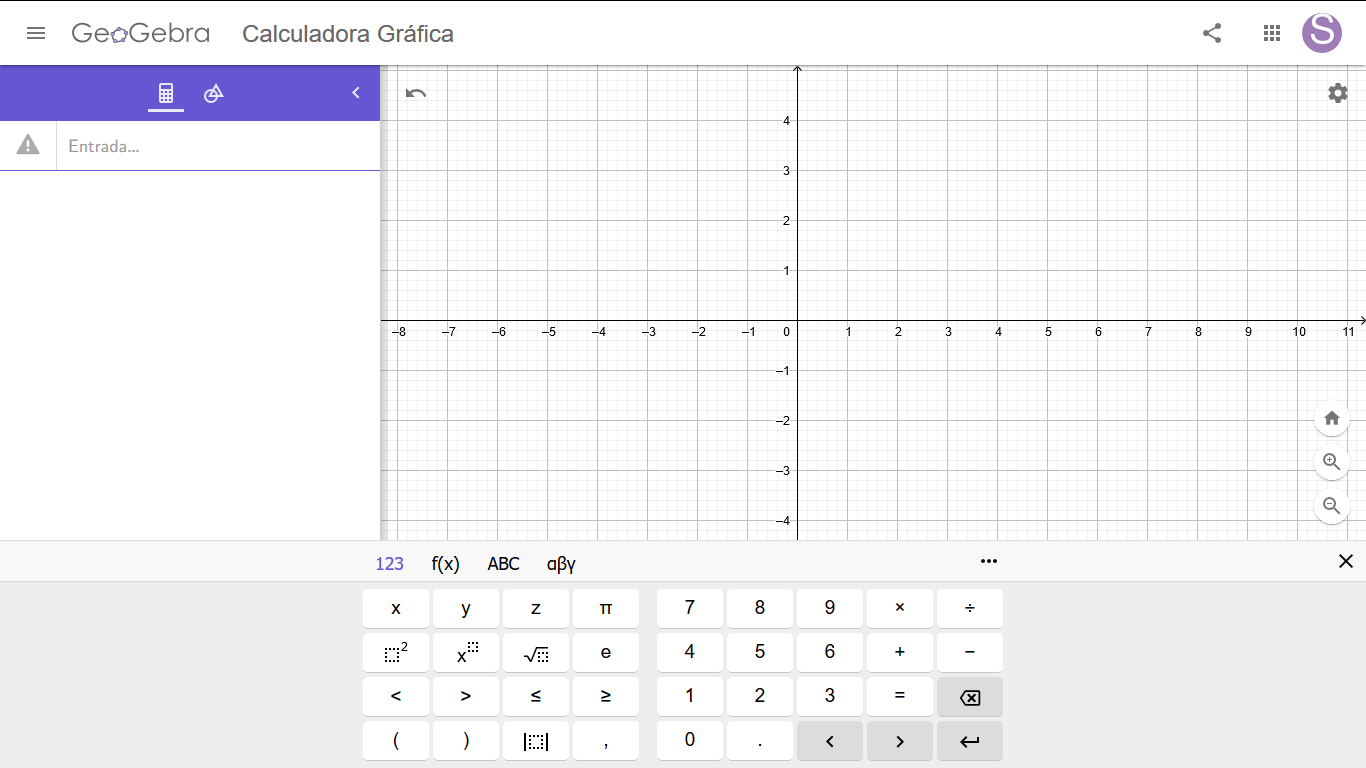 GeoGebra Calculadora Gráfica S
Entrada...
4
3
2
1
–8 –7 –6 –5 –4 –3 –2 –1 0 1 2 3 4 5 6 7 8 9 10 11
–1
–2
–3
–4
123 f(x) ABC αβγ ...
x y z π 7 8 9 × ÷
2 x √ e 4 5 6 + −
< > ≤ ≥ 1 2 3 =
( ) | | , 0 . < >